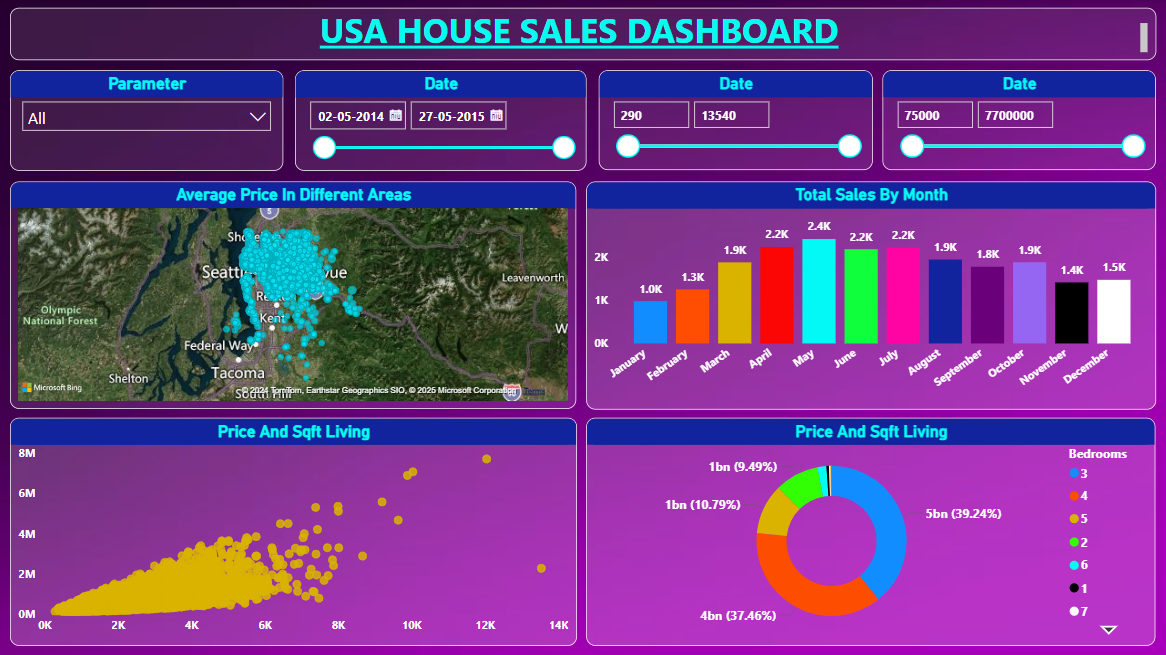 USA HOUSE SALES DASHBOARD
Parameter
All
Date
02-05-2014 27-05-2015
Date
290 13540
Date
75000 7700000
Average Price In Different Areas
5
Seattl
vue
Leavenworth
Olympic
National Forest
Kent
Federal Way
Tacoma
Shelton
South Hill
Microsoft Bing
© 2024 TomTom, Earthstar Geographics SIO, © 2025 Microsoft Corporation
Total Sales By Month
2K
1K
0K
1.0K
1.3K
1.9K
2.2K
2.4K
2.2K
2.2K
1.9K
1.8K
1.9K
1.4K
1.5K
January
February
March
April
May
June
July
August
September
October
November
December
Price And Sqft Living
8M
6M
4M
2M
0M
0K 2K 4K 6K 8K 10K 12K 14K
Price And Sqft Living
1bn (9.49%)
1bn (10.79%)
5bn (39.24%)
4bn (37.46%)
Bedrooms
3
4
5
2
6
1
7